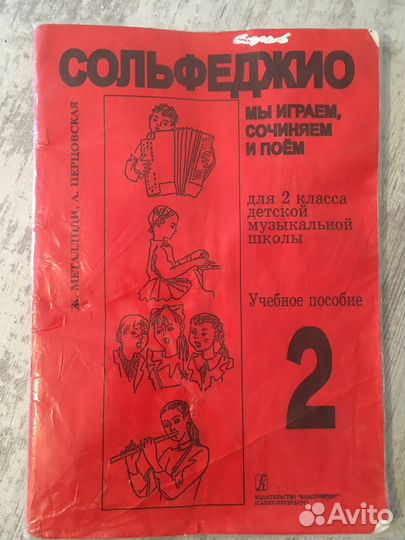 СОЛЬФЕДЖИО
МЫ ИГРАЕМ,
СОЧИНЯЕМ
И ПОЁМ
Ж. МЕТАЛЛИДИ, А. ПЕРЦОВСКАЯ
для 2 класса
детской
музыкальной
школы
Учебное пособие
2
ИЗДАТЕЛЬСТВО "КОМПОЗИТОР"
(САНКТ-ПЕТЕРБУРГ)
Avito